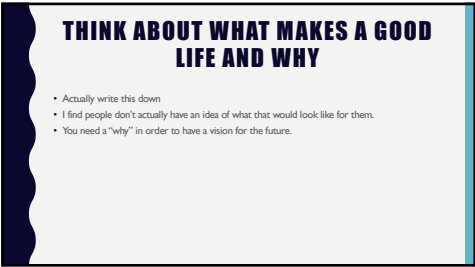 THINK ABOUT WHAT MAKES A GOOD
LIFE AND WHY
• Actually write this down
• I find people don't actually have an idea of what that would look like for them.
• You need a “why” in order to have a vision for the future.